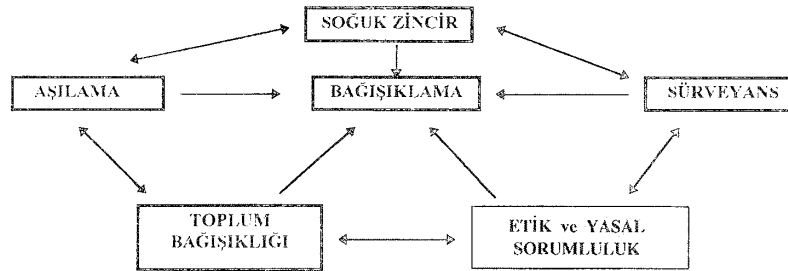 SOĞUK ZİNCİR
AŞILAMA
BAĞIŞIKLAMA
SÜRVEYANS
TOPLUM
BAĞIŞIKLIĞI
ETİK ve YASAL
SORUMLULUK